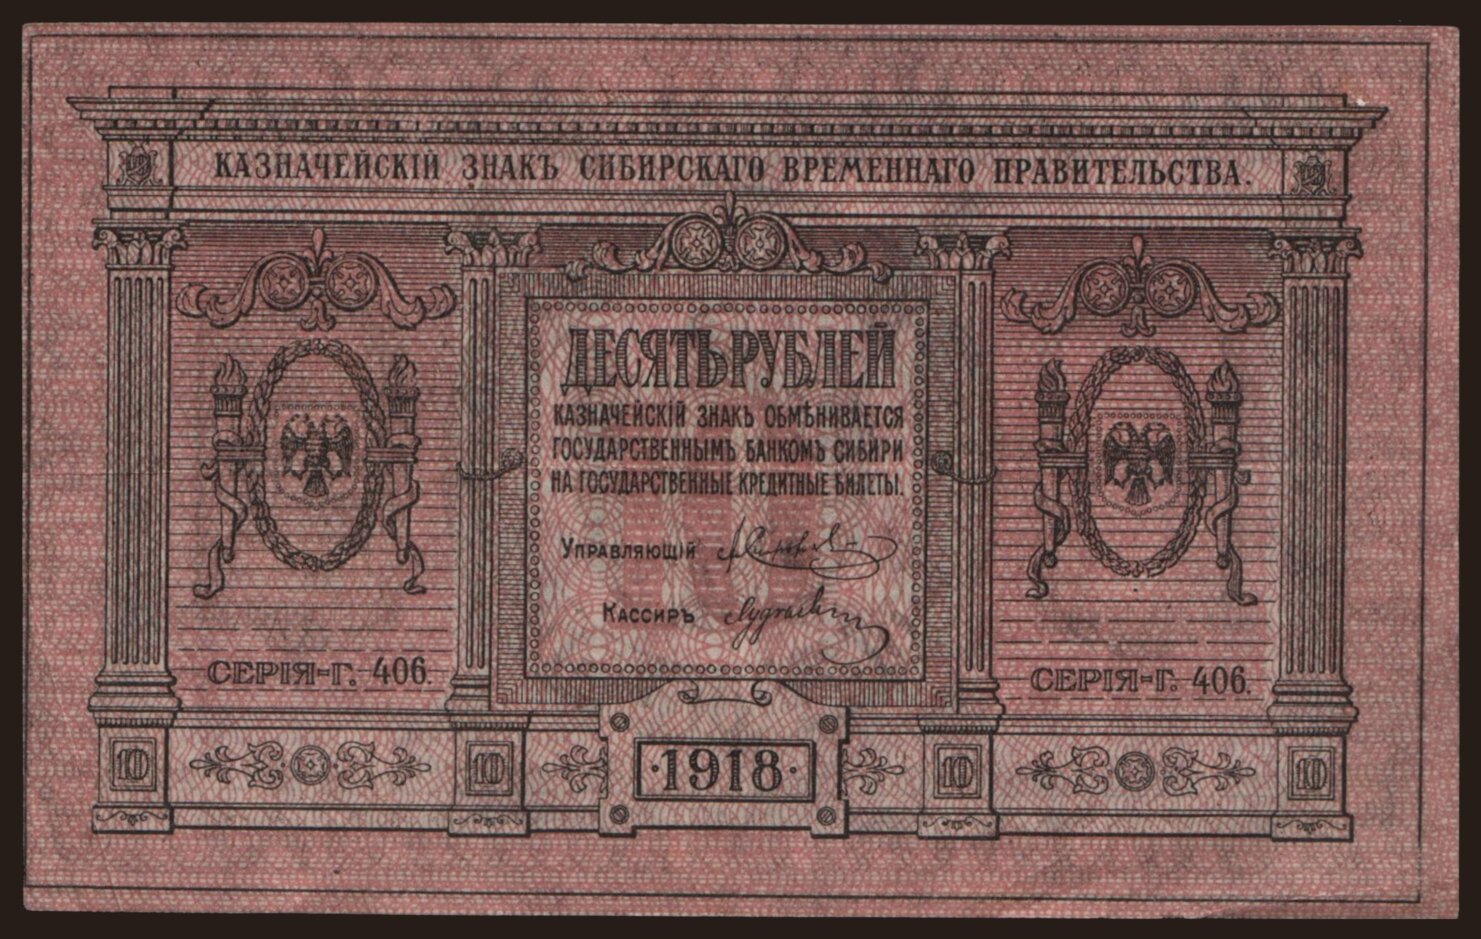 КАЗНАЧЕЙСКІЙ ЗНАКЪ СИБИРСКАГО ВРЕМЕННАГО ПРАВИТЕЛЬСТВА.
ДЕСЯТЬ РУБЛЕЙ
КАЗНАЧЕЙСКІЙ ЗНАКЪ ОБМѢНИВАЕТСЯ
ГОСУДАРСТВЕННЫМЪ БАНКОМЪ СИБИРИ
НА ГОСУДАРСТВЕННЫЕ КРЕДИТНЫЕ БИЛЕТЫ.
10
УПРАВЛЯЮЩІЙ
КАССИРЪ
СЕРІЯ-Г. 406.
СЕРІЯ-Г. 406.
10
10
·1918·
10
10